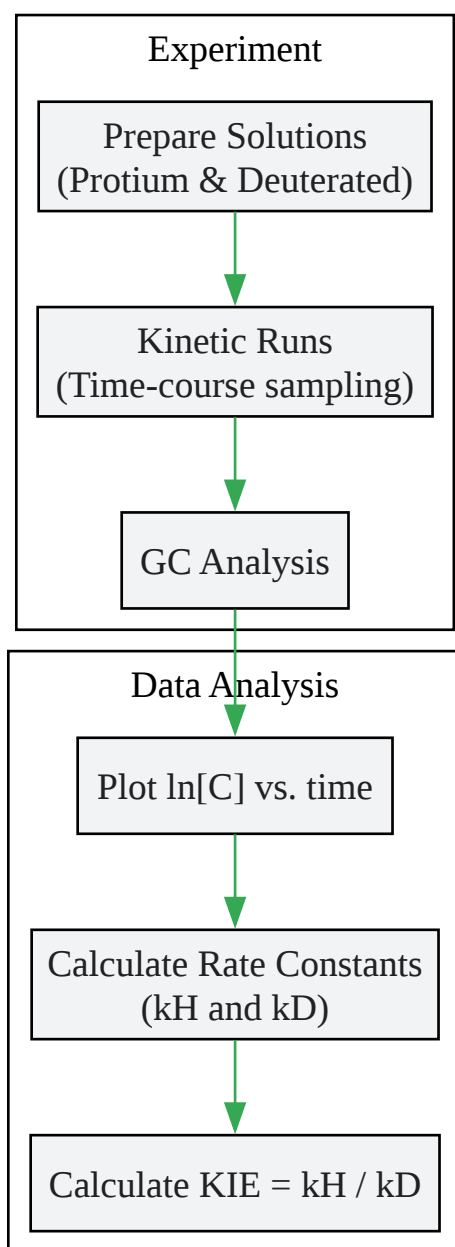 Experiment
Prepare Solutions
(Protium & Deuterated)
Kinetic Runs
(Time-course sampling)
GC Analysis
Data Analysis
Plot ln[C] vs. time
Calculate Rate Constants
(kH and kD)
Calculate KIE = kH / kD